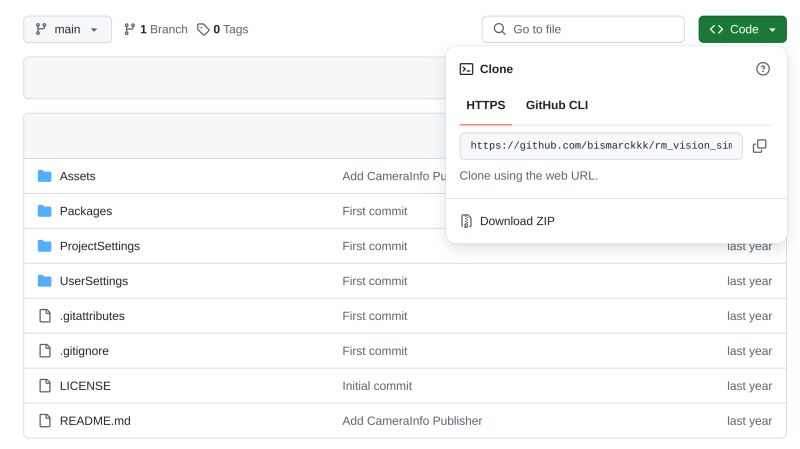 main 1 Branch 0 Tags Go to file Code
Clone
HTTPS GitHub CLI
https://github.com/bismarckkk/rm_vision_sim
Clone using the web URL.
Download ZIP
Assets Add CameraInfo Pu
Packages First commit
ProjectSettings First commit last year
UserSettings First commit last year
.gitattributes First commit last year
.gitignore First commit last year
LICENSE Initial commit last year
README.md Add CameraInfo Publisher last year